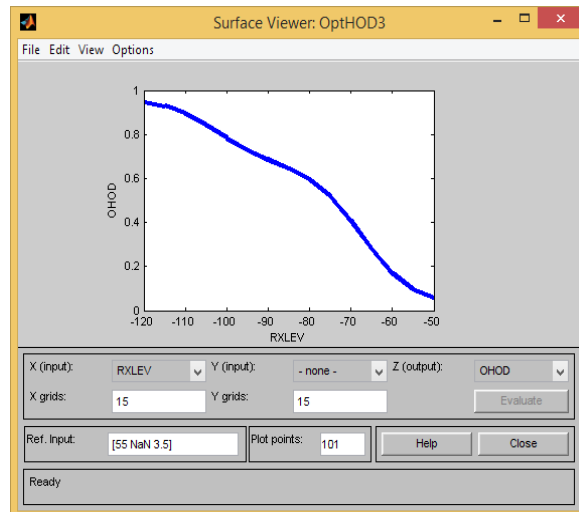 Surface Viewer: OptHOD3
File Edit View Options
1
0.8
0.6
0.4
0.2
0
OHOD
-120 -110 -100 -90 -80 -70 -60 -50
RXLEV
X (input): RXLEV Y (input): - none - Z (output): OHOD
X grids: 15 Y grids: 15 Evaluate
Ref. Input: [55 NaN 3.5] Plot points: 101 Help Close
Ready